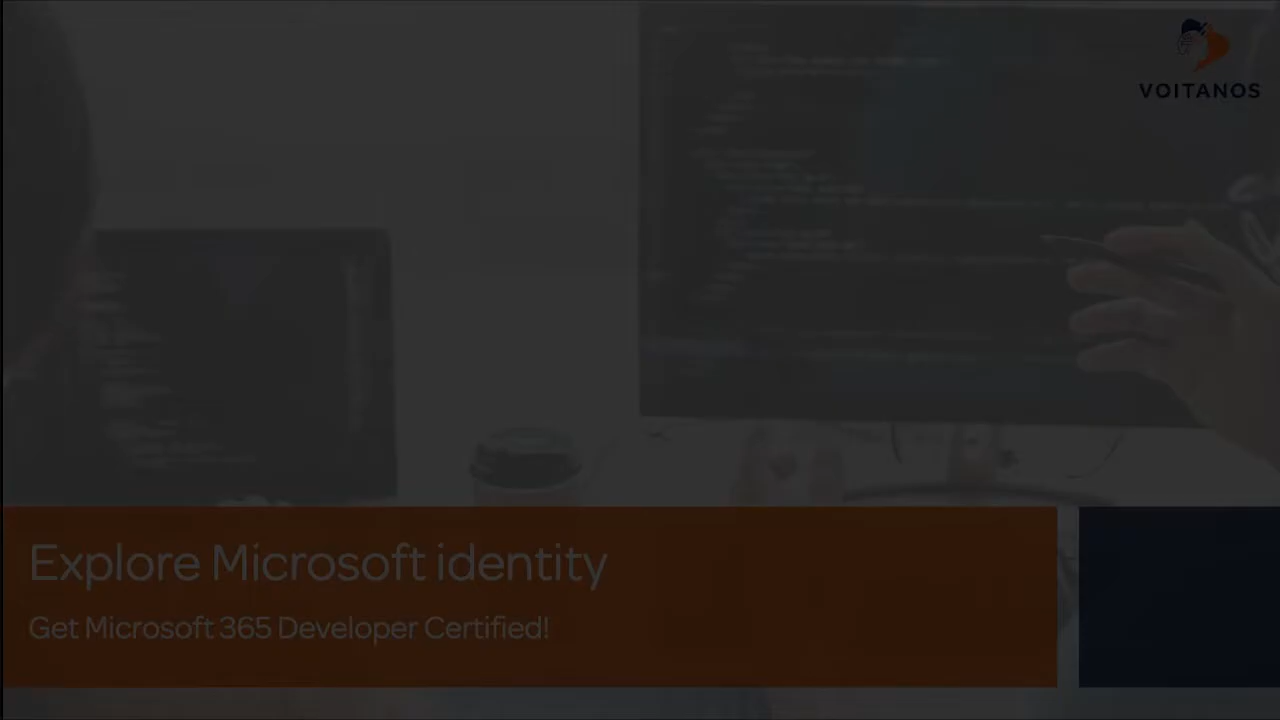 VOITANOS
Explore Microsoft identity
Get Microsoft 365 Developer Certified!